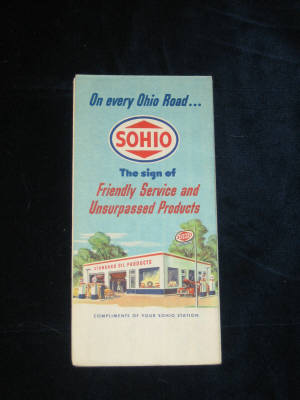 On every Ohio Road...
SOHIO
The sign of
Friendly Service and
Unsurpassed Products
SOHIO
STANDARD OIL PRODUCTS
COMPLIMENTS OF YOUR SOHIO STATION